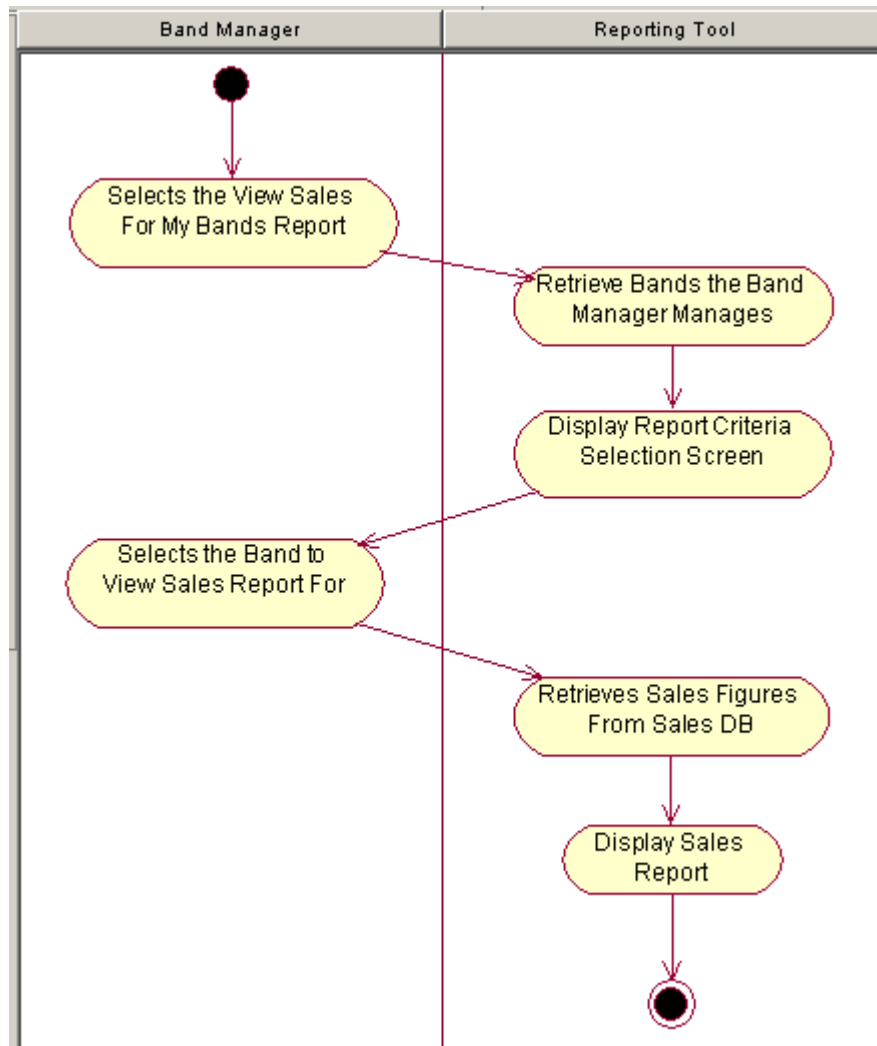 Band Manager
Reporting Tool
Selects the View Sales
For My Bands Report
Retrieve Bands the Band
Manager Manages
Display Report Criteria
Selection Screen
Selects the Band to
View Sales Report For
Retrieves Sales Figures
From Sales DB
Display Sales
Report